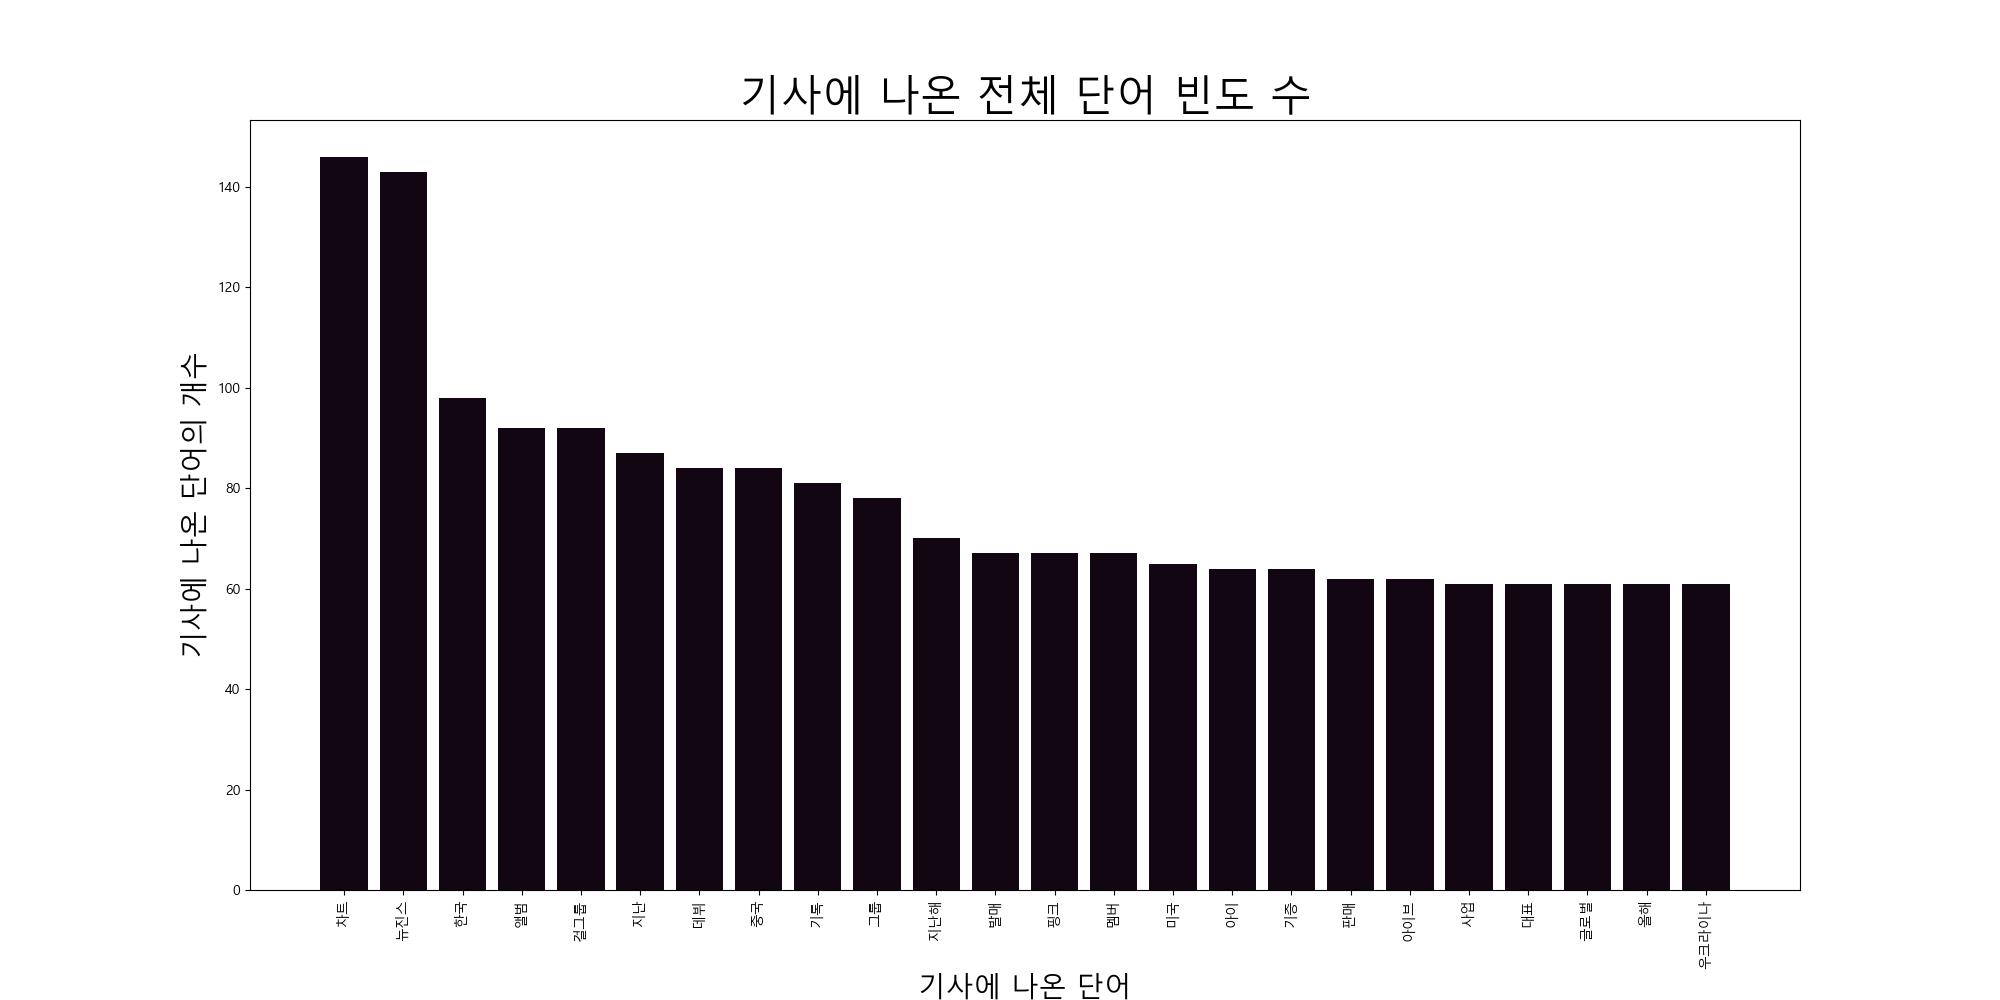 기사에 나온 전체 단어 빈도 수
기사에 나온 단어의 개수
140
120
100
80
60
40
20
0
차트
뉴진스
한국
앨범
걸그룹
지난
데뷔
중국
기록
그룹
지난해
발매
핑크
멤버
미국
아이
기증
판매
아이브
사업
대표
글로벌
올해
우크라이나
기사에 나온 단어